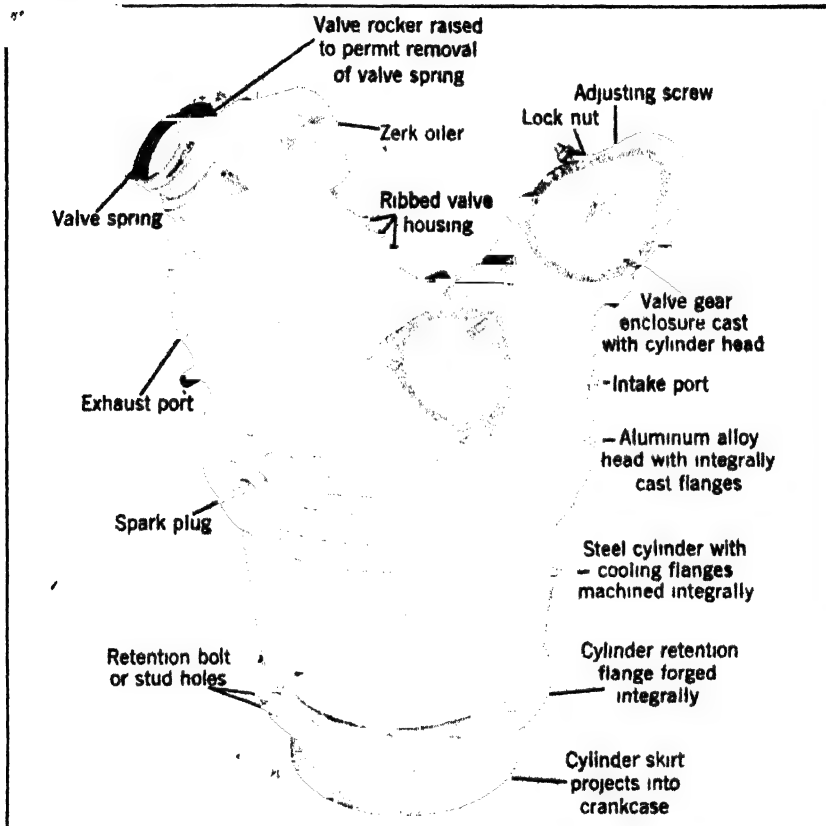 Valve rocker raised
to permit removal
of valve spring
Adjusting screw
Lock nut
Zerk oiler
Valve spring
Ribbed valve
housing
Valve gear
enclosure cast
with cylinder head
Exhaust port
Intake port
Aluminum alloy
head with integrally
cast flanges
Spark plug
Steel cylinder with
cooling flanges
machined integrally
Retention bolt
or stud holes
Cylinder retention
flange forged
integrally
Cylinder skirt
projects into
crankcase